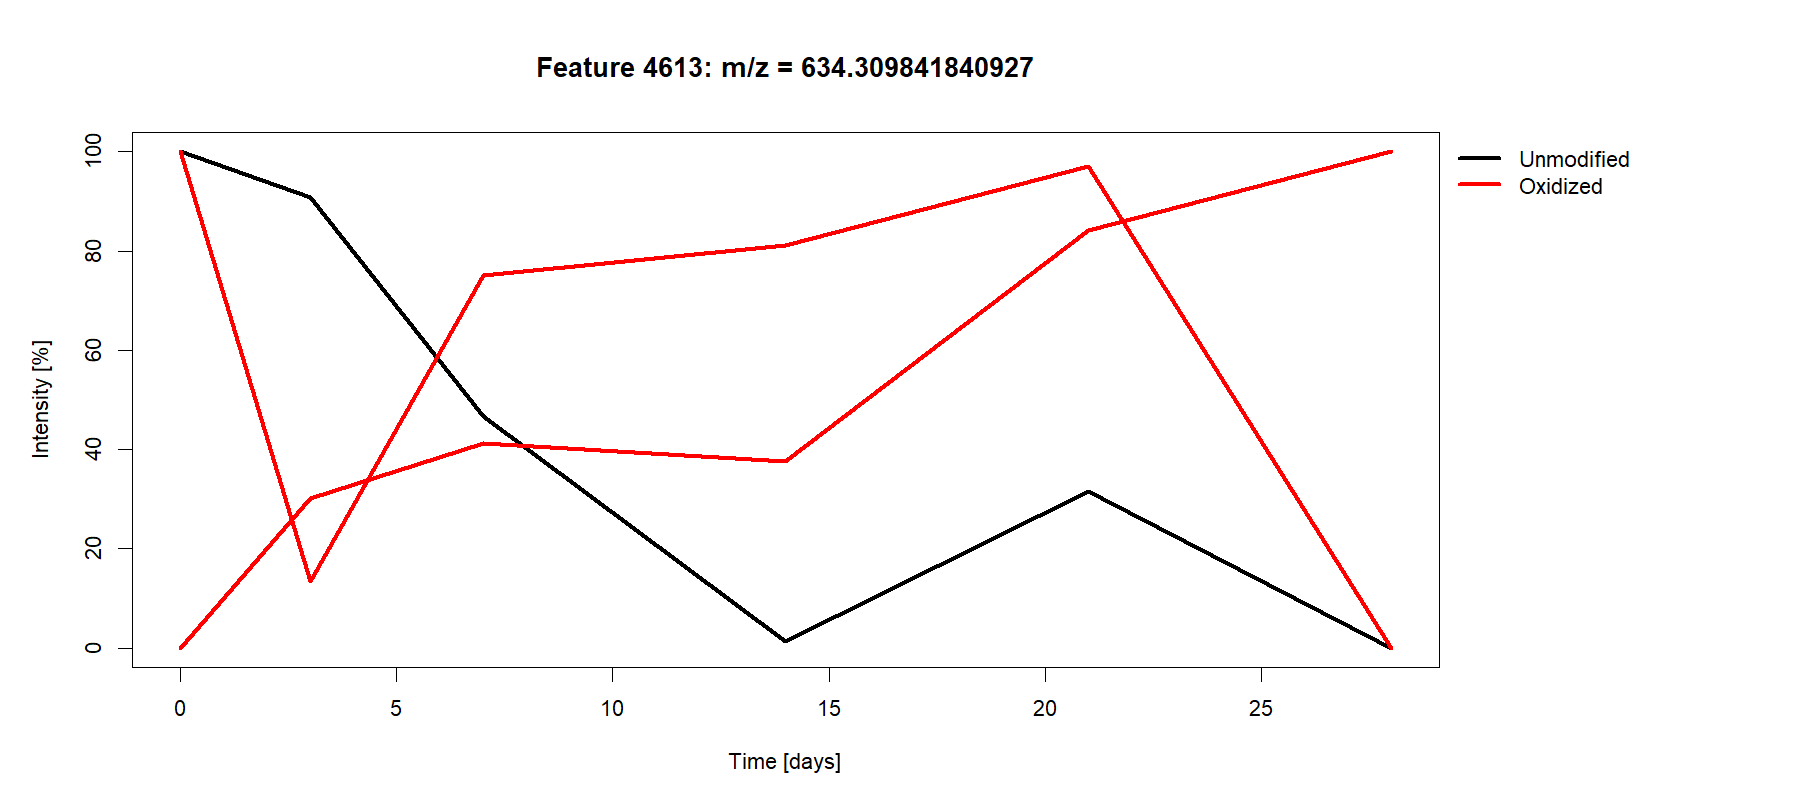 Feature 4613: m/z = 634.309841840927
Unmodified
Oxidized
Intensity [%]
100
80
60
40
20
0
0 5 10 15 20 25
Time [days]